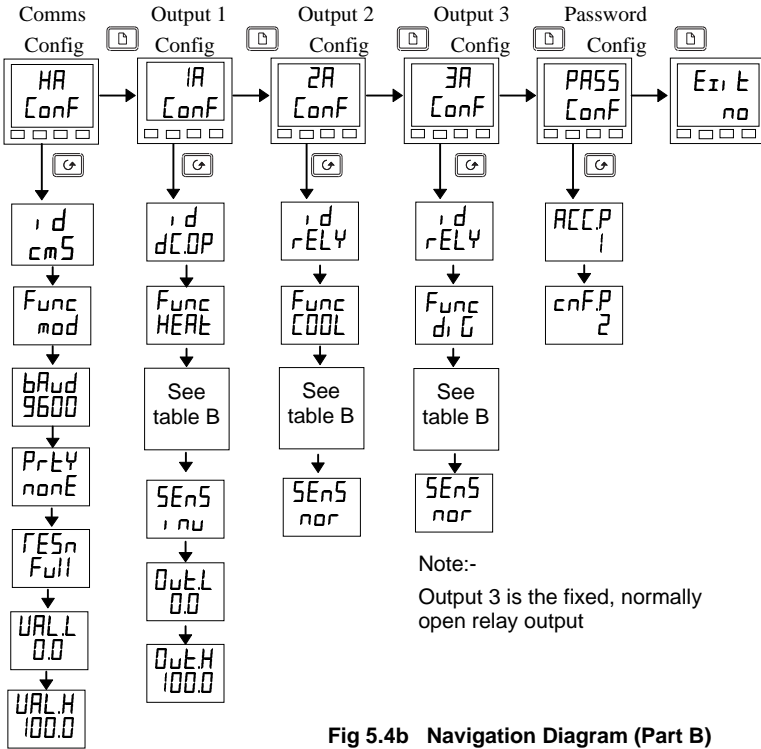 Comms Config
Output 1 Config
Output 2 Config
Output 3 Config
Password Config
HA
ConF
1A
ConF
2A
ConF
3A
ConF
PASS
ConF
Exit
no
id
cmS
Func
mod
bAud
9600
PrtY
nonE
rESn
Full
VAL.L
0.0
VAL.H
100.0
id
dC.OP
Func
HEAt
See
table B
SEnS
inv
Out.L
0.0
Out.H
100.0
id
rELY
Func
COOL
See
table B
SEnS
nor
id
rELY
Func
diG
See
table B
SEnS
nor
ACC.P
1
cnF.P
2
Note:-
Output 3 is the fixed, normally
open relay output
Fig 5.4b Navigation Diagram (Part B)